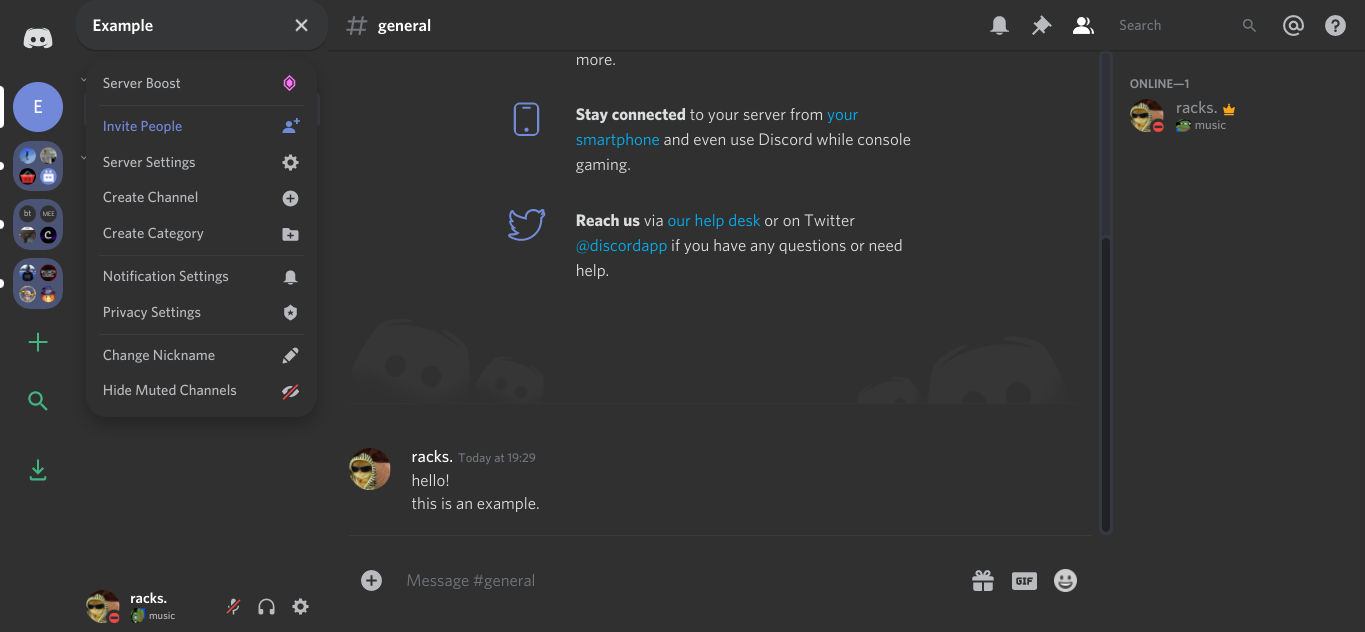 Example
Server Boost
Invite People
Server Settings
Create Channel
Create Category
Notification Settings
Privacy Settings
Change Nickname
Hide Muted Channels
E
bt
MEE
racks.
music
# general
Search
more.
Stay connected to your server from your
smartphone and even use Discord while console
gaming.
Reach us via our help desk or on Twitter
@discordapp if you have any questions or need
help.
racks. Today at 19:29
hello!
this is an example.
Message #general
GIF
ONLINE—1
racks.
music